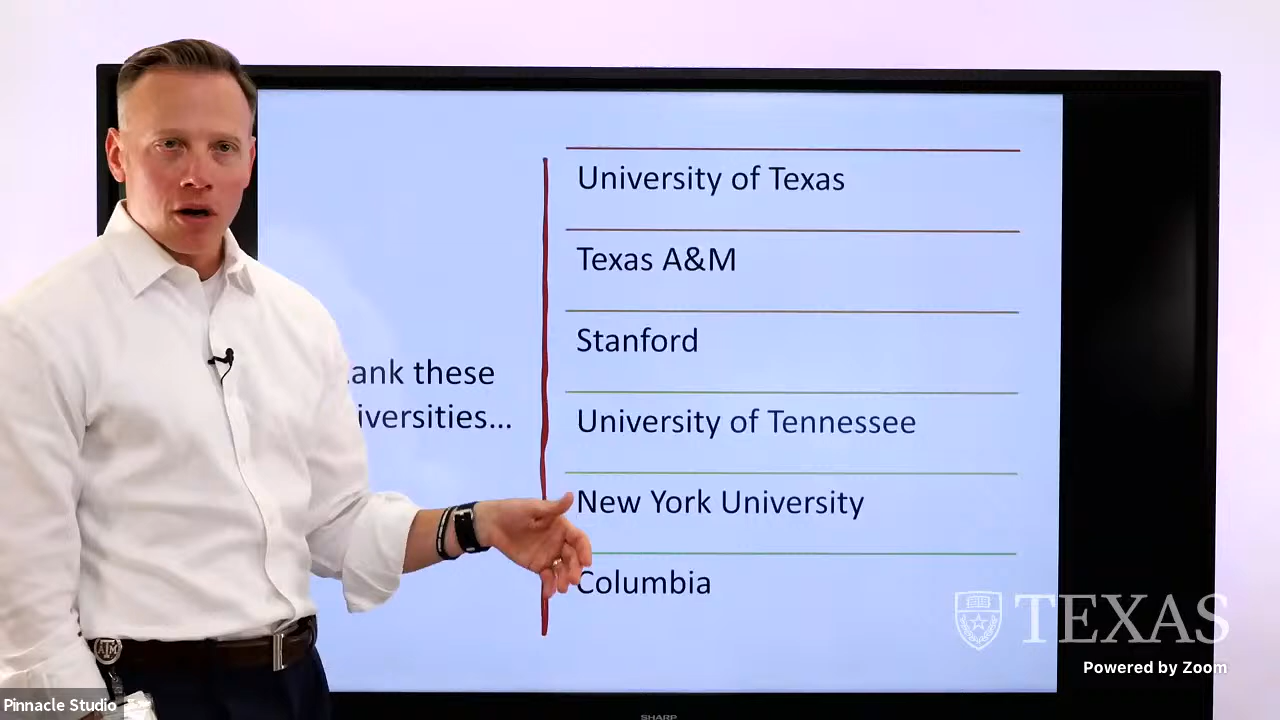 ank these
iversities...
University of Texas
Texas A&M
Stanford
University of Tennessee
New York University
Columbia
TEXAS
Powered by Zoom
Pinnacle Studio
ATM
SHARP